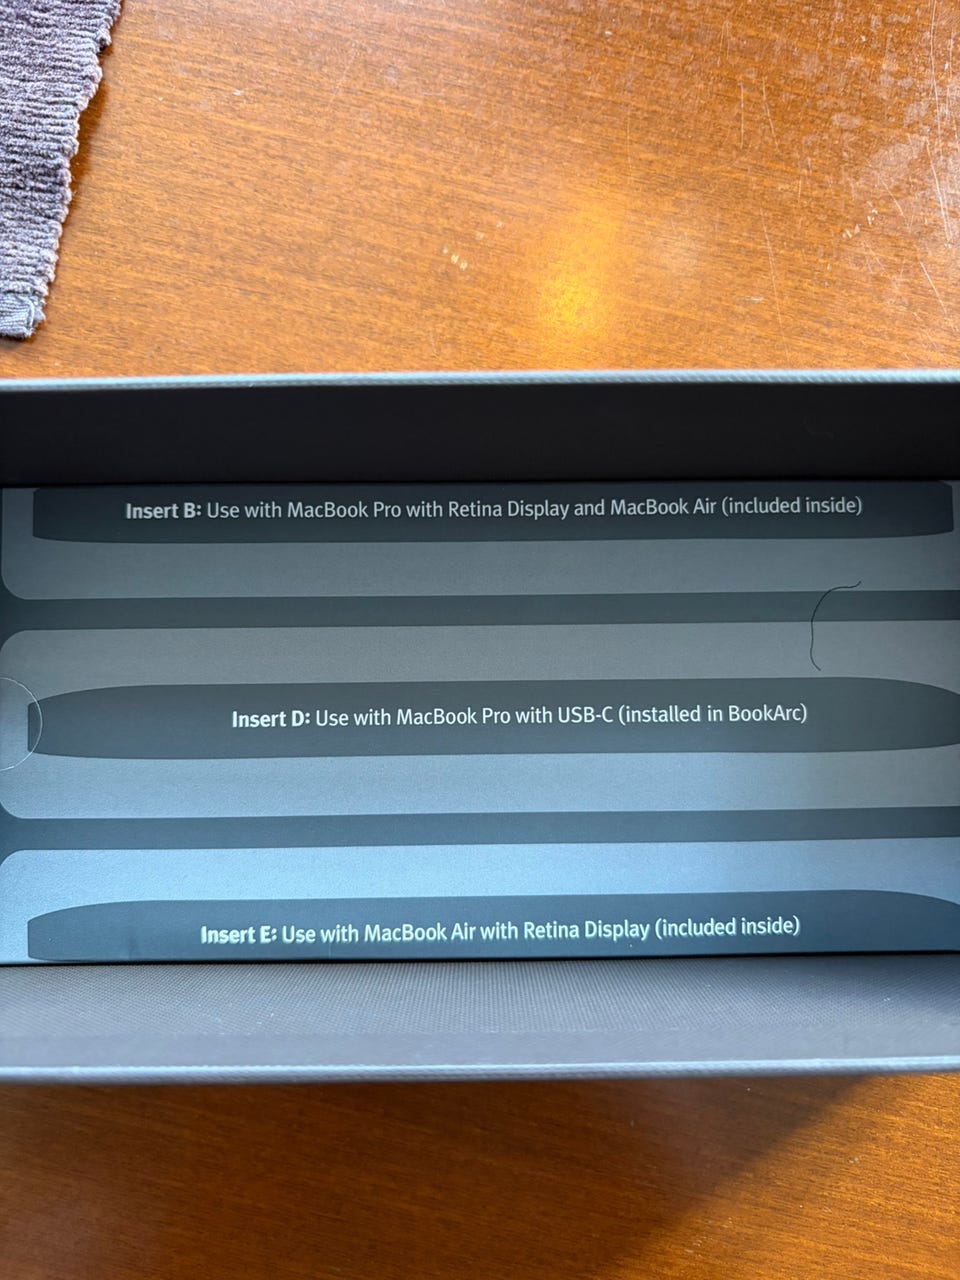 Insert B: Use with MacBook Pro with Retina Display and MacBook Air (included inside)
Insert D: Use with MacBook Pro with USB-C (installed in BookArc)
Insert E: Use with MacBook Air with Retina Display (included inside)